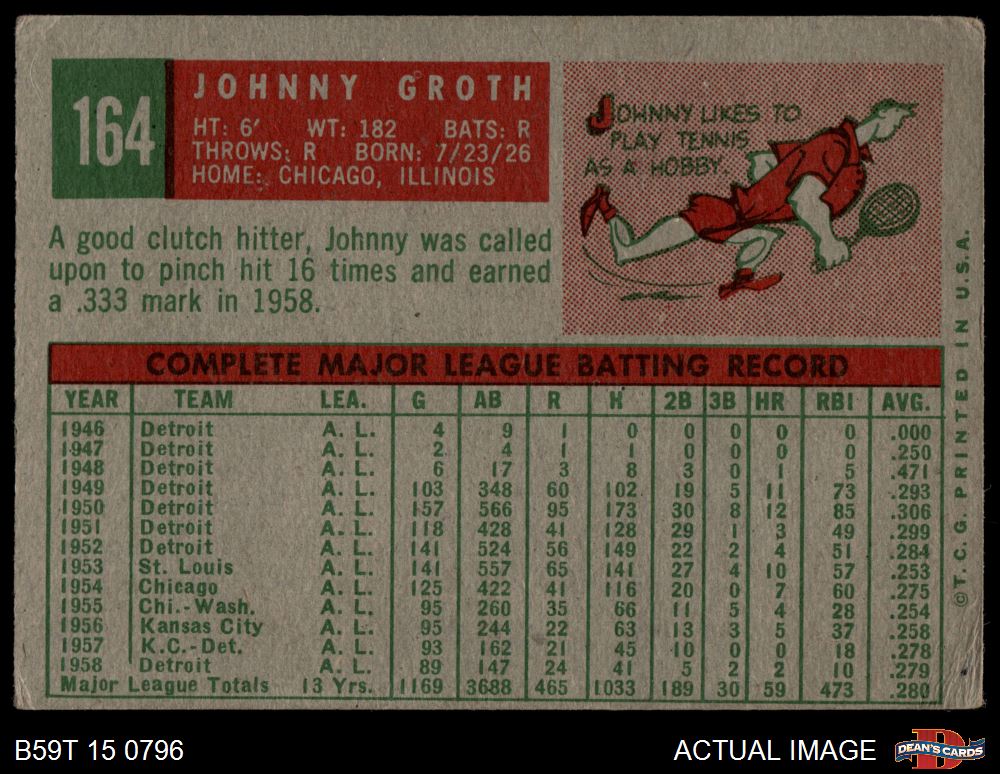 164
JOHNNY GROTH
HT: 6' WT: 182 BATS: R
THROWS: R BORN: 7/23/26
HOME: CHICAGO, ILLINOIS
JOHNNY LIKES TO
PLAY TENNIS
AS A HOBBY.
A good clutch hitter, Johnny was called
upon to pinch hit 16 times and earned
a .333 mark in 1958.
COMPLETE MAJOR LEAGUE BATTING RECORD
YEAR TEAM LEA. G AB R H 2B 3B HR RBI AVG.
1946 Detroit A. L. 4 9 1 0 0 0 0 0 .000
1947 Detroit A. L. 2 4 1 1 0 0 0 0 .250
1948 Detroit A. L. 6 17 3 8 3 0 1 5 .471
1949 Detroit A. L. 103 348 60 102 19 5 11 73 .293
1950 Detroit A. L. 157 566 95 173 30 8 12 85 .306
1951 Detroit A. L. 118 428 41 128 29 1 3 49 .299
1952 Detroit A. L. 141 524 56 149 22 2 4 51 .284
1953 St. Louis A. L. 141 557 65 141 27 4 10 57 .253
1954 Chicago A. L. 125 422 41 116 20 0 7 60 .275
1955 Chi.-Wash. A. L. 95 260 35 66 11 5 4 28 .254
1956 Kansas City A. L. 95 244 22 63 13 3 5 37 .258
1957 K.C.-Det. A. L. 93 162 21 45 10 0 0 18 .278
1958 Detroit A. L. 89 147 24 41 5 2 2 10 .279
Major League Totals 13 Yrs. 1169 3688 465 1033 189 30 59 473 .280
©T. C. G. PRINTED IN U.S.A.
B59T 15 0796
ACTUAL IMAGE
D
DEAN'S CARDS